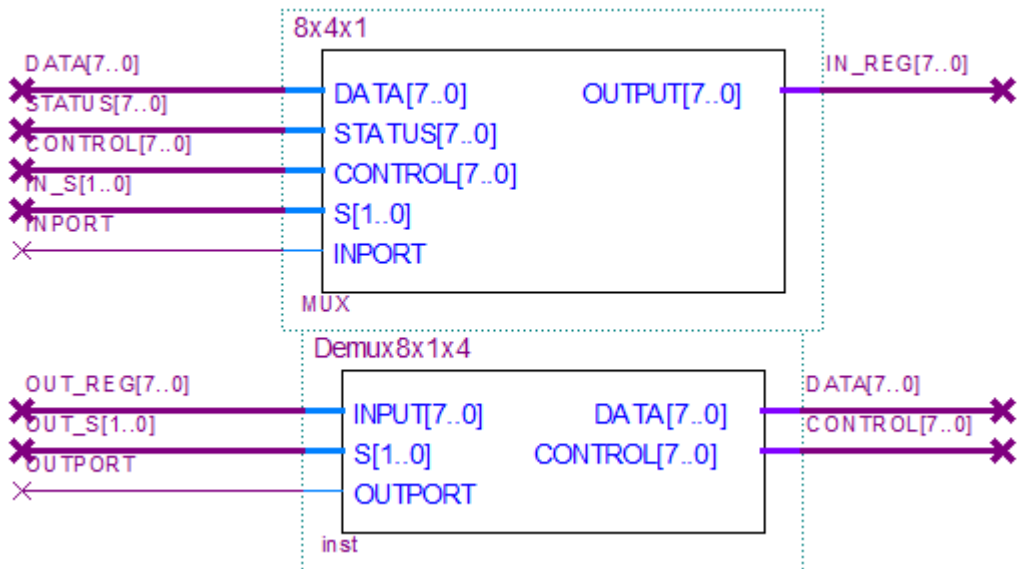 8x4x1
DATA[7..0]
IN_REG[7..0]
DATA[7..0]
OUTPUT[7..0]
STATUS[7..0]
STATUS[7..0]
CONTROL[7..0]
CONTROL[7..0]
IN_S[1..0]
S[1..0]
INPORT
INPORT
MUX
Demux8x1x4
OUT_REG[7..0]
DATA[7..0]
INPUT[7..0]
DATA[7..0]
OUT_S[1..0]
CONTROL[7..0]
S[1..0]
CONTROL[7..0]
OUTPORT
OUTPORT
inst